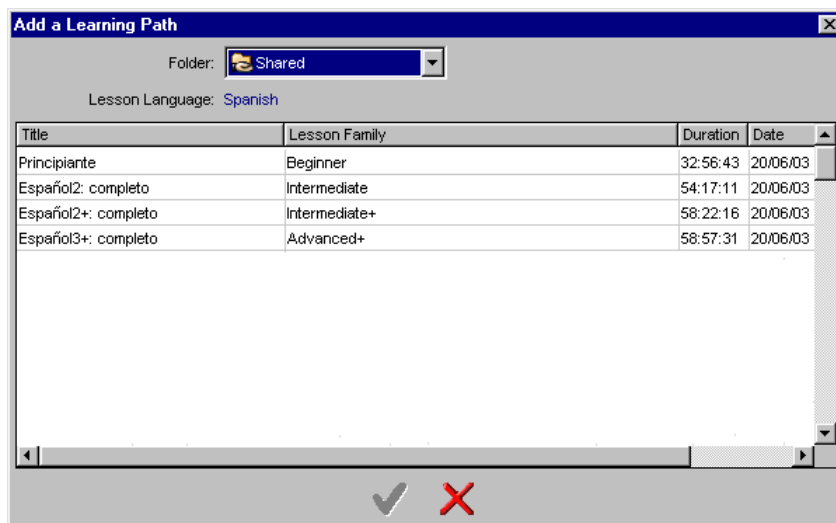 Add a Learning Path
Folder: Shared
Lesson Language: Spanish
Title Lesson Family Duration Date
Principiante Beginner 32:56:43 20/06/03
Español2: completo Intermediate 54:17:11 20/06/03
Español2+: completo Intermediate+ 58:22:16 20/06/03
Español3+: completo Advanced+ 58:57:31 20/06/03